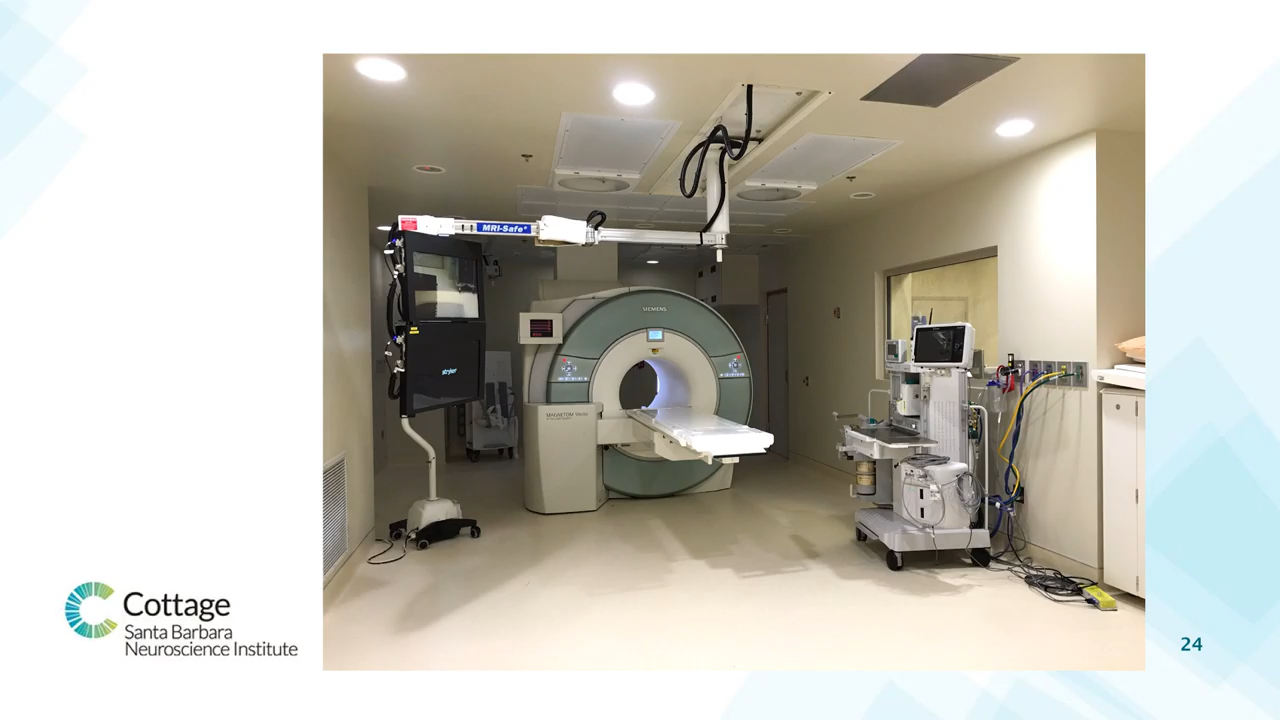 MRI-Safe+
SIEMENS
stryker
MAGNETOM Verio
Cottage
Santa Barbara
Neuroscience Institute
24